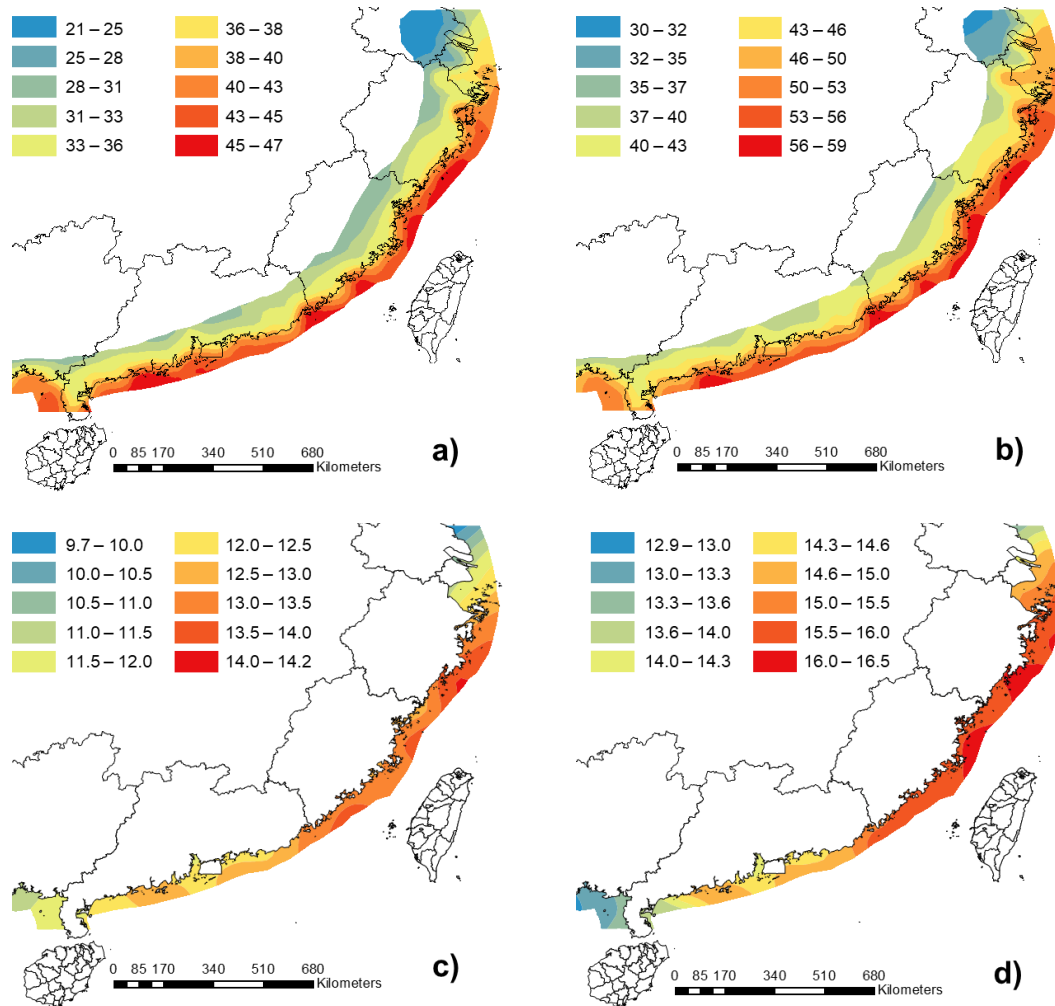 21 – 25
36 – 38
25 – 28
38 – 40
28 – 31
40 – 43
31 – 33
43 – 45
33 – 36
45 – 47
0 85 170 340 510 680
Kilometers
a)
30 – 32
43 – 46
32 – 35
46 – 50
35 – 37
50 – 53
37 – 40
53 – 56
40 – 43
56 – 59
0 85 170 340 510 680
Kilometers
b)
9.7 – 10.0
12.0 – 12.5
10.0 – 10.5
12.5 – 13.0
10.5 – 11.0
13.0 – 13.5
11.0 – 11.5
13.5 – 14.0
11.5 – 12.0
14.0 – 14.2
0 85 170 340 510 680
Kilometers
c)
12.9 – 13.0
14.3 – 14.6
13.0 – 13.3
14.6 – 15.0
13.3 – 13.6
15.0 – 15.5
13.6 – 14.0
15.5 – 16.0
14.0 – 14.3
16.0 – 16.5
0 85 170 340 510 680
Kilometers
d)